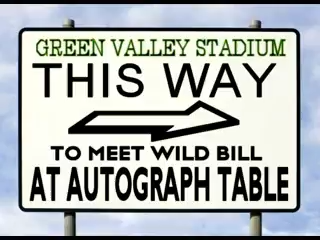 GREEN VALLEY STADIUM
THIS WAY
TO MEET WILD BILL
AT AUTOGRAPH TABLE